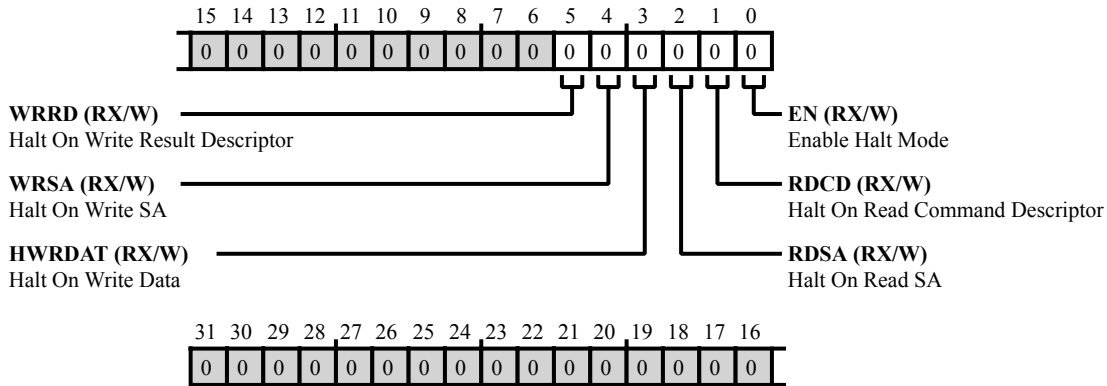 15 14 13 12 11 10 9 8 7 6 5 4 3 2 1 0
0 0 0 0 0 0 0 0 0 0 0 0 0 0 0 0
WRRD (RX/W)
Halt On Write Result Descriptor
WRSA (RX/W)
Halt On Write SA
HWRDAT (RX/W)
Halt On Write Data
EN (RX/W)
Enable Halt Mode
RDCD (RX/W)
Halt On Read Command Descriptor
RDSA (RX/W)
Halt On Read SA
31 30 29 28 27 26 25 24 23 22 21 20 19 18 17 16
0 0 0 0 0 0 0 0 0 0 0 0 0 0 0 0